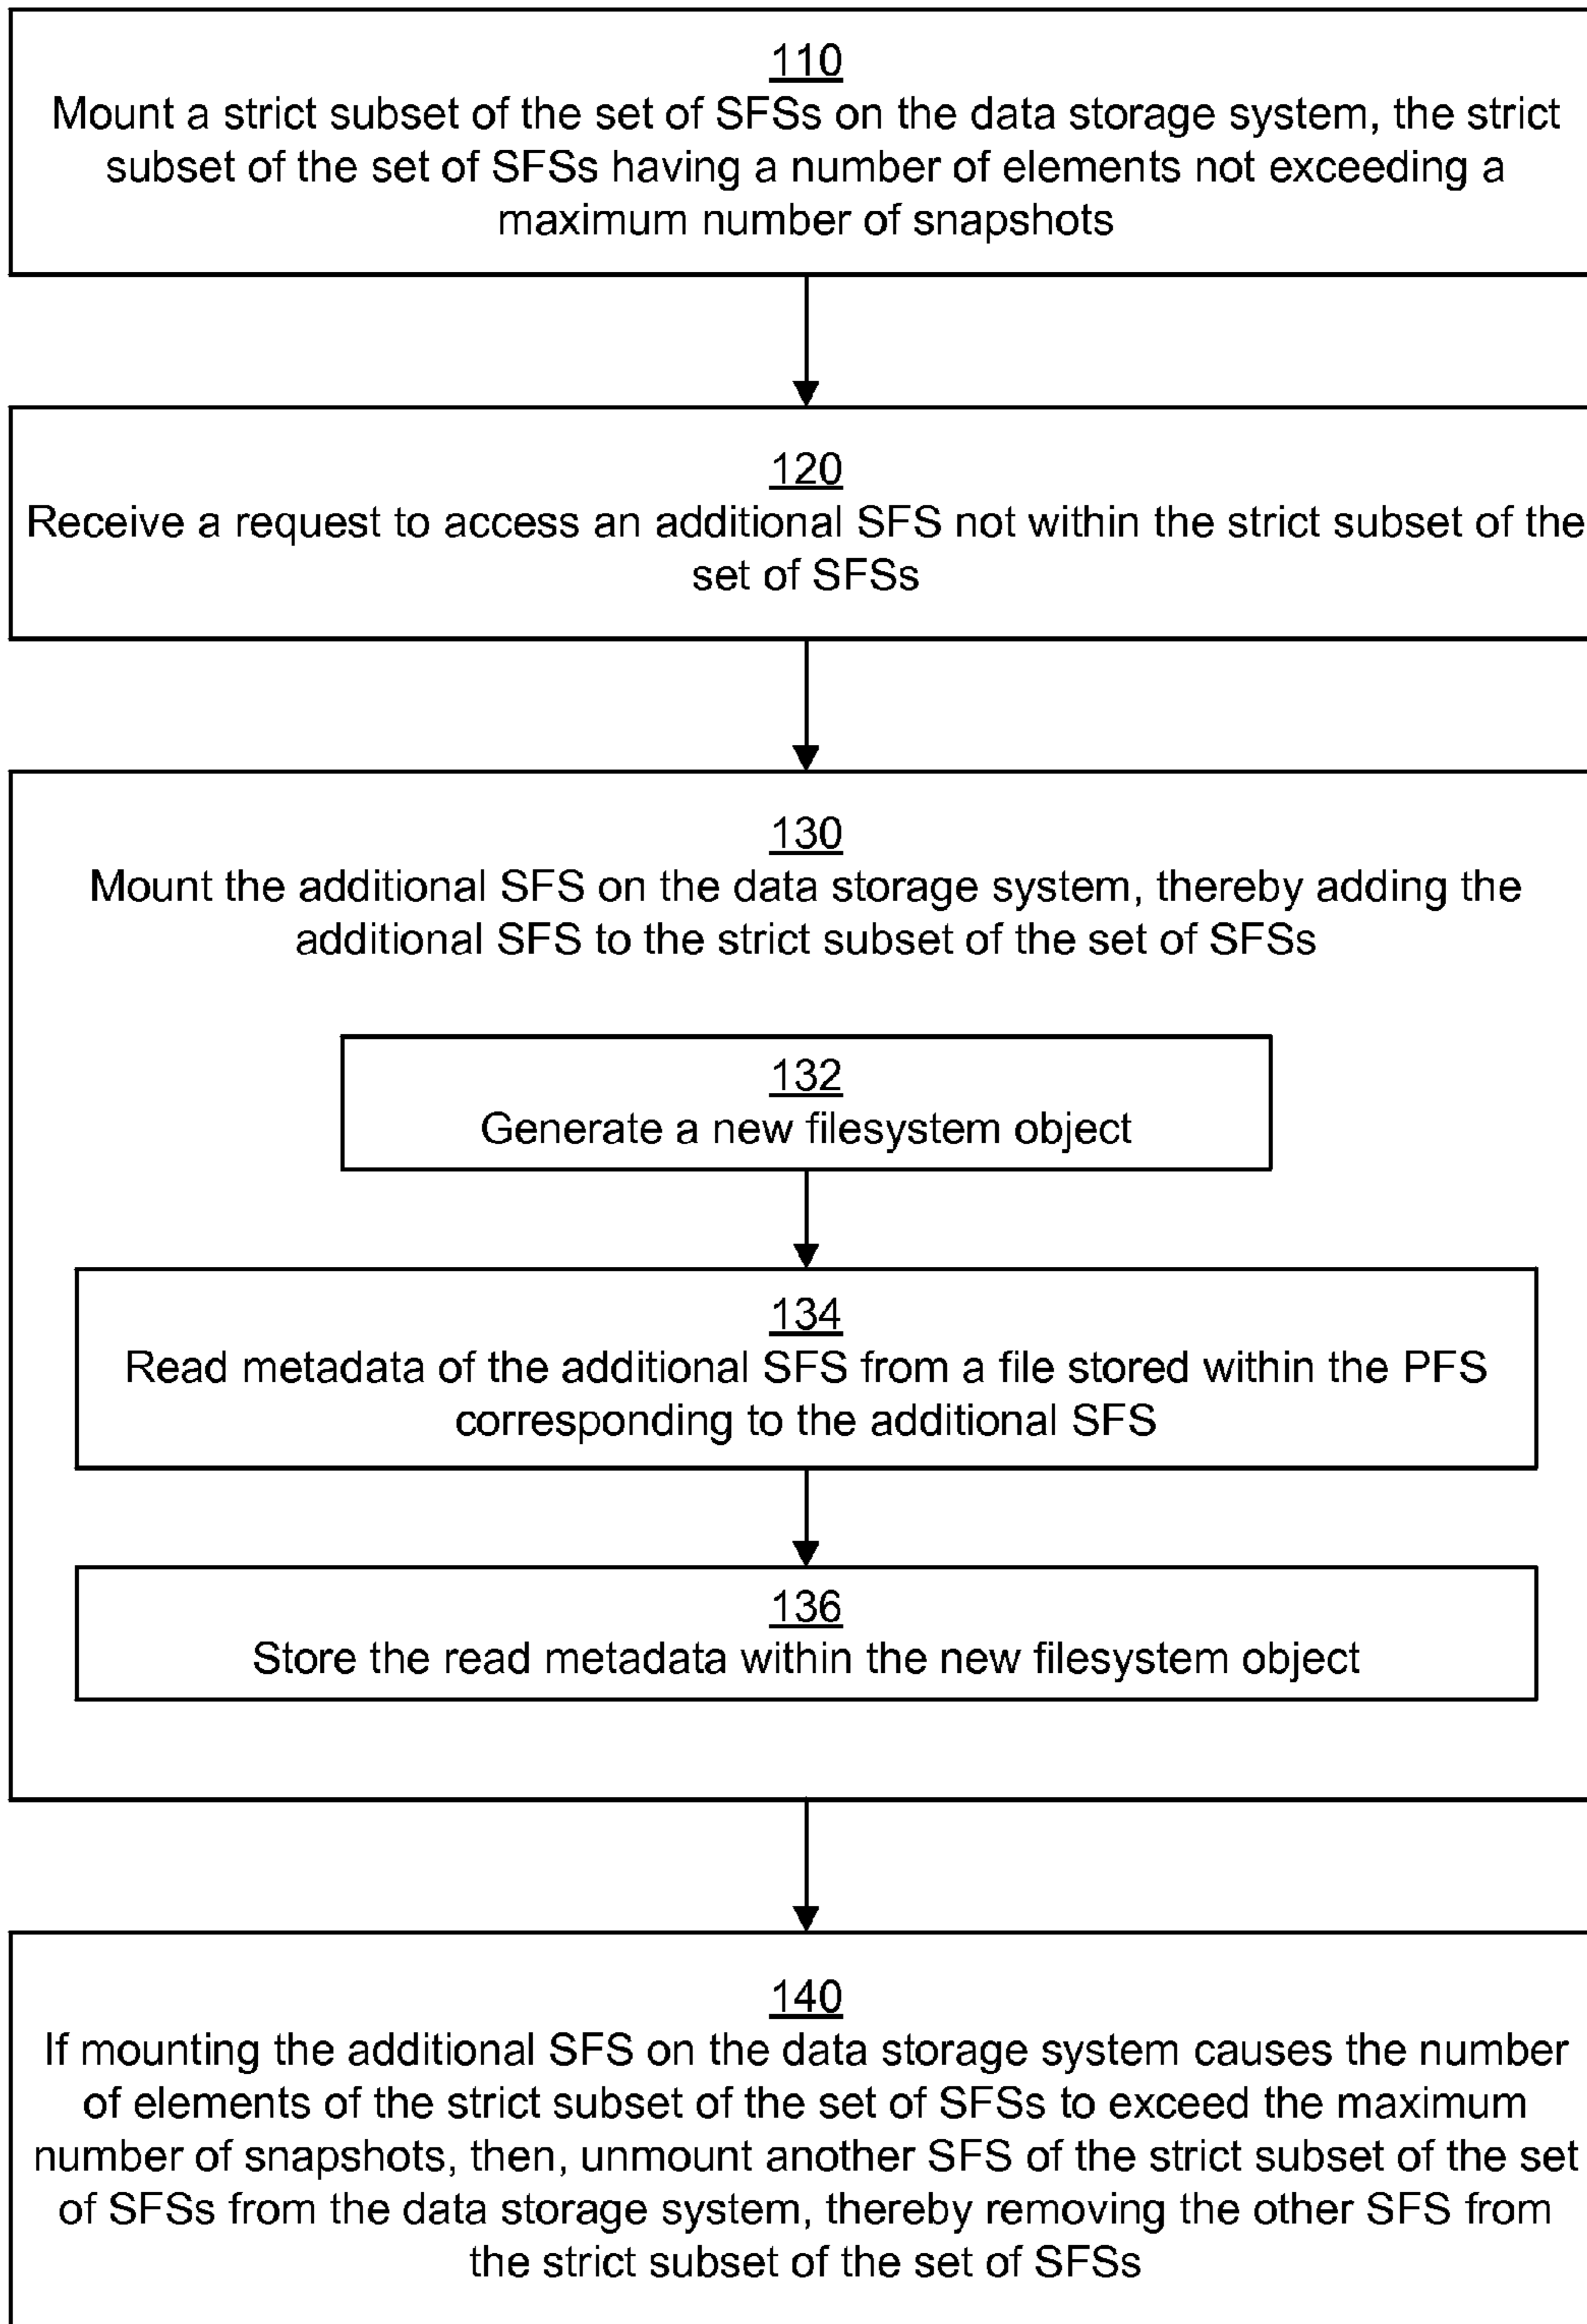 110
Mount a strict subset of the set of SFSs on the data storage system, the strict
subset of the set of SFSs having a number of elements not exceeding a
maximum number of snapshots
120
Receive a request to access an additional SFS not within the strict subset of the
set of SFSs
130
Mount the additional SFS on the data storage system, thereby adding the
additional SFS to the strict subset of the set of SFSs
132
Generate a new filesystem object
134
Read metadata of the additional SFS from a file stored within the PFS
corresponding to the additional SFS
136
Store the read metadata within the new filesystem object
140
If mounting the additional SFS on the data storage system causes the number
of elements of the strict subset of the set of SFSs to exceed the maximum
number of snapshots, then, unmount another SFS of the strict subset of the set
of SFSs from the data storage system, thereby removing the other SFS from
the strict subset of the set of SFSs